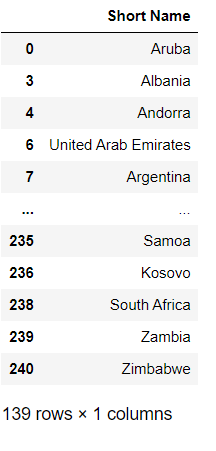 Short Name
0 Aruba
3 Albania
4 Andorra
6 United Arab Emirates
7 Argentina
... ...
235 Samoa
236 Kosovo
238 South Africa
239 Zambia
240 Zimbabwe
139 rows × 1 columns